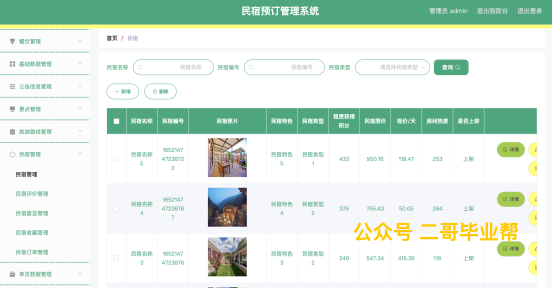 民宿预订管理系统
管理员 admin 退出到前台 退出登录
餐饮管理
基础数据管理
公告信息管理
景点管理
旅游路线管理
民宿管理
民宿管理
民宿评价管理
民宿留言管理
民宿收藏管理
民宿订单管理
单页数据管理
首页 / 民宿
民宿名称 民宿名称 民宿编号 民宿编号 民宿类型 请选择民宿类型 查询
+ 新增 删除
民宿名称 民宿编号 民宿照片 民宿特色 民宿类型 租赁获得积分 民宿原价 现价/天 房间热度 是否上架
民宿名称5 165214747238722 民宿特色5 民宿类型1 433 950.16 118.47 253 上架 详情
民宿名称4 165214747238767 民宿特色4 民宿类型2 379 755.43 50.05 264 上架 详情
民宿名称3 16521474723876 民宿特色3 民宿类型2 246 547.34 416.36 116 上架 详情
公众号 二哥毕业帮